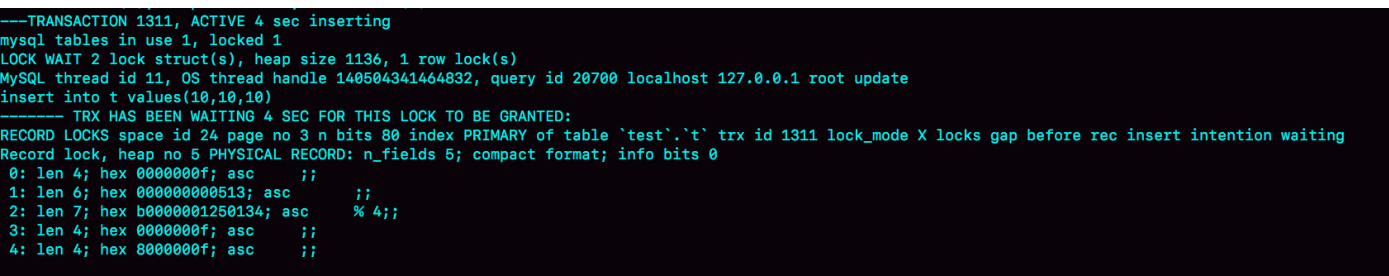 ---TRANSACTION 1311, ACTIVE 4 sec inserting
mysql tables in use 1, locked 1
LOCK WAIT 2 lock struct(s), heap size 1136, 1 row lock(s)
MySQL thread id 11, OS thread handle 140504341464832, query id 20700 localhost 127.0.0.1 root update
insert into t values(10,10,10)
------- TRX HAS BEEN WAITING 4 SEC FOR THIS LOCK TO BE GRANTED:
RECORD LOCKS space id 24 page no 3 n bits 80 index PRIMARY of table `test`.`t` trx id 1311 lock_mode X locks gap before rec insert intention waiting
Record lock, heap no 5 PHYSICAL RECORD: n_fields 5; compact format; info bits 0
 0: len 4; hex 0000000f; asc     ;;
 1: len 6; hex 000000000513; asc       ;;
 2: len 7; hex b0000001250134; asc     % 4;;
 3: len 4; hex 0000000f; asc     ;;
 4: len 4; hex 8000000f; asc     ;;